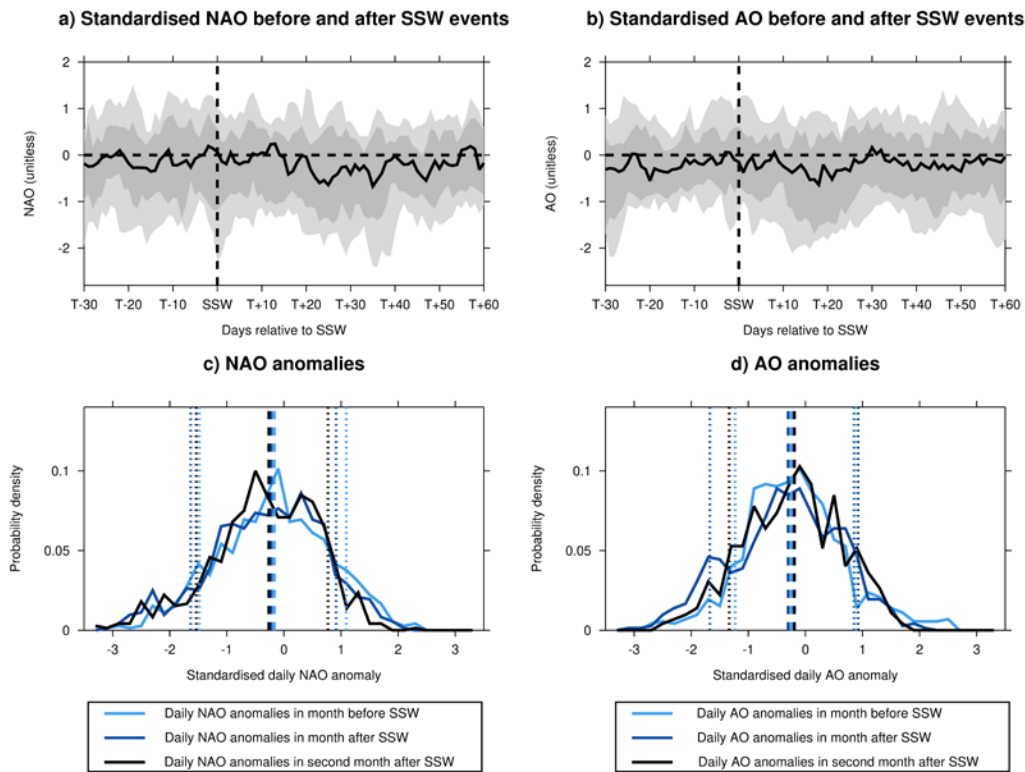 a) Standardised NAO before and after SSW events
2
1
0
-1
-2
NAO (unitless)
T-30 T-20 T-10 SSW T+10 T+20 T+30 T+40 T+50 T+60
Days relative to SSW
b) Standardised AO before and after SSW events
2
1
0
-1
-2
AO (unitless)
T-30 T-20 T-10 SSW T+10 T+20 T+30 T+40 T+50 T+60
Days relative to SSW
c) NAO anomalies
0.1
0.05
0
Probability density
-3 -2 -1 0 1 2 3
Standardised daily NAO anomaly
Daily NAO anomalies in month before SSW
Daily NAO anomalies in month after SSW
Daily NAO anomalies in second month after SSW
d) AO anomalies
0.1
0.05
0
Probability density
-3 -2 -1 0 1 2 3
Standardised daily AO anomaly
Daily AO anomalies in month before SSW
Daily AO anomalies in month after SSW
Daily AO anomalies in second month after SSW